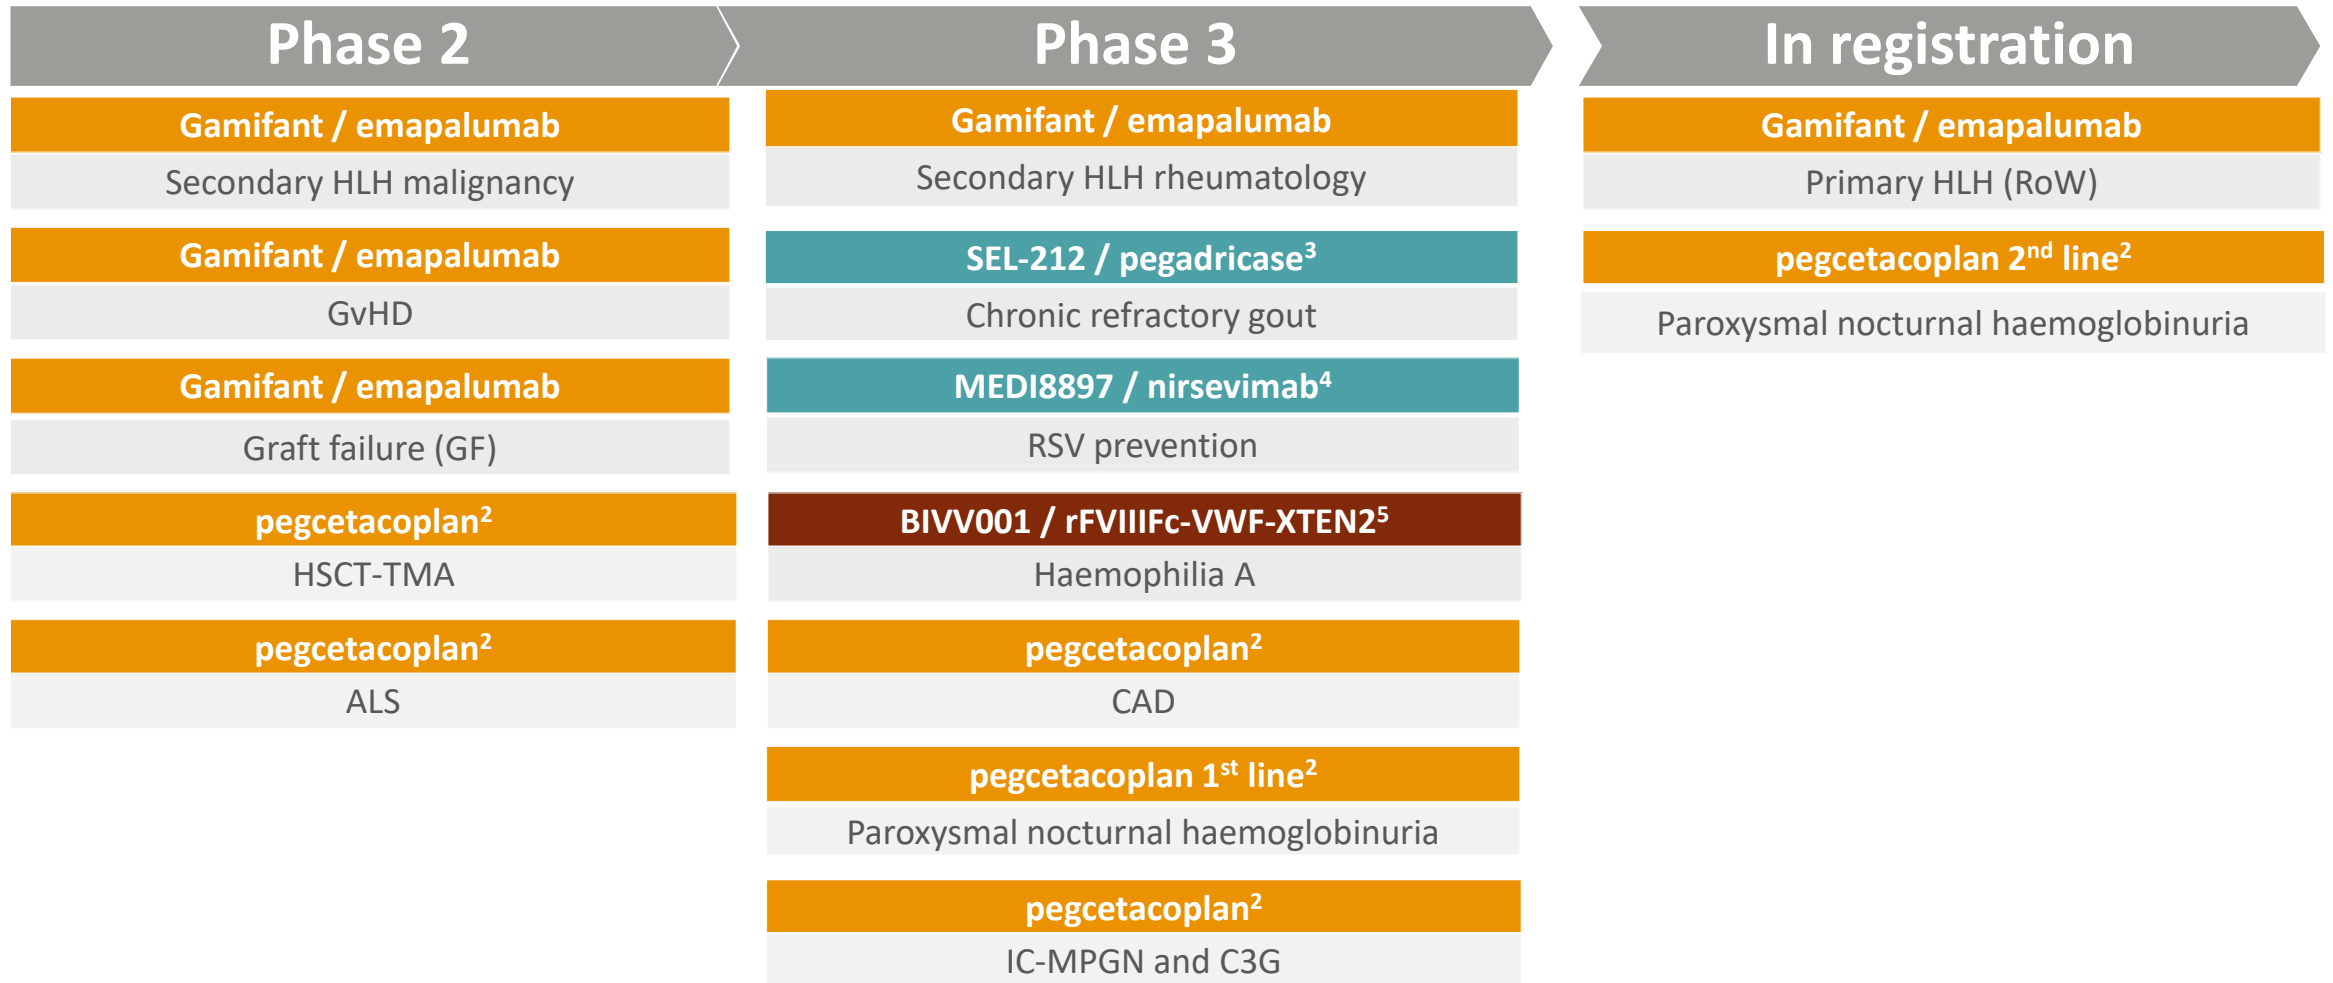 Phase 2
Gamifant / emapalumab
Secondary HLH malignancy
Gamifant / emapalumab
GvHD
Gamifant / emapalumab
Graft failure (GF)
pegcetacoplan²
HSCT-TMA
pegcetacoplan²
ALS
Phase 3
Gamifant / emapalumab
Secondary HLH rheumatology
SEL-212 / pegadricase³
Chronic refractory gout
MEDI8897 / nirsevimab⁴
RSV prevention
BIVV001 / rFVIIIFc-VWF-XTEN2⁵
Haemophilia A
pegcetacoplan²
CAD
pegcetacoplan 1ˢᵗ line²
Paroxysmal nocturnal haemoglobinuria
pegcetacoplan²
IC-MPGN and C3G
In registration
Gamifant / emapalumab
Primary HLH (RoW)
pegcetacoplan 2ⁿᵈ line²
Paroxysmal nocturnal haemoglobinuria